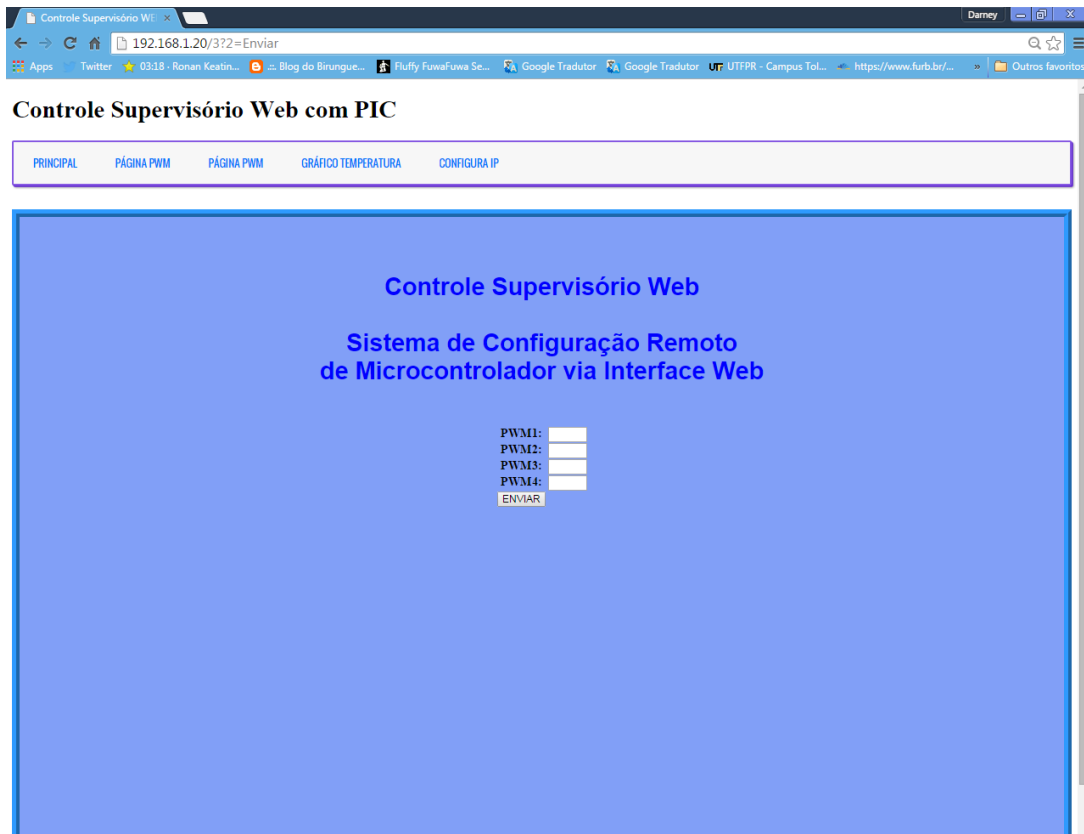 Controle Supervisório WE
Darney
192.168.1.20/3?2=Enviar
Apps Twitter 03:18 - Ronan Keatin... .::. Blog do Birungue... Fluffy FuwaFuwa Se... Google Tradutor Google Tradutor UTFPR - Campus Tol... https://www.furb.br/... » Outros favoritos
Controle Supervisório Web com PIC
PRINCIPAL PÁGINA PWM PÁGINA PWM GRÁFICO TEMPERATURA CONFIGURA IP
Controle Supervisório Web
Sistema de Configuração Remoto
de Microcontrolador via Interface Web
PWM1:
PWM2:
PWM3:
PWM4:
ENVIAR